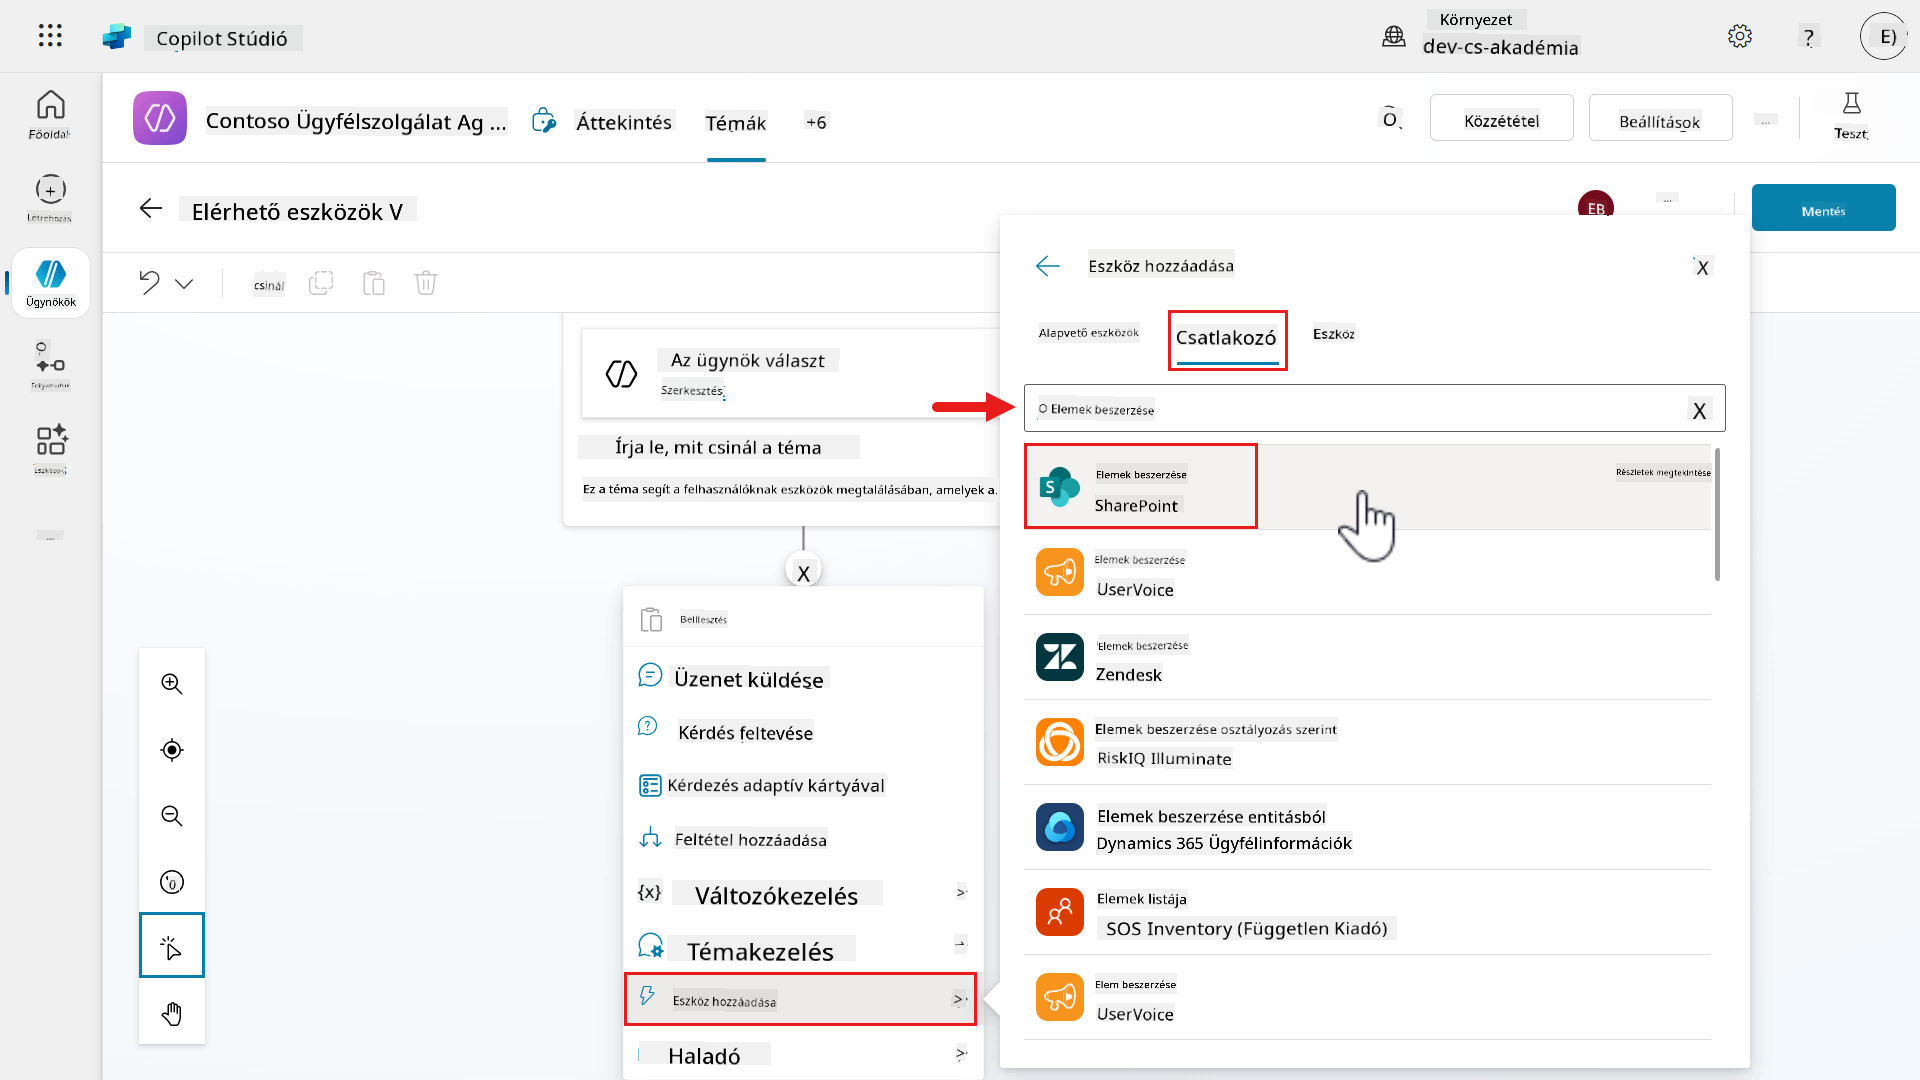 Copilot Stúdió
Környezet
dev-cs-akadémia
?
E)
Főoldal
Létrehozás
Ügynökök
Folyamatok
Eszközök
...
Contoso Ügyfélszolgálat Ag ...
Áttekintés
Témák
+6
Közzététel
Beállítások
...
Teszt
Elérhető eszközök V
EB
...
Mentés
csinál
Az ügynök választ
Szerkesztés
Írja le, mit csinál a téma
Ez a téma segít a felhasználóknak eszközök megtalálásában, amelyek a.
X
Beillesztés
Üzenet küldése
Kérdés feltevése
Kérdezés adaptív kártyával
Feltétel hozzáadása
{x} Változókezelés >
Témakezelés
Eszköz hozzáadása >
Haladó >
Eszköz hozzáadása
X
Alapvető eszközök
Csatlakozó
Eszköz
O Elemek beszerzése
X
Elemek beszerzése
SharePoint
Részletek megtekintése
Elemek beszerzése
UserVoice
Elemek beszerzése
Zendesk
Elemek beszerzése osztályozás szerint
RiskIQ Illuminate
Elemek beszerzése entitásból
Dynamics 365 Ügyfélinformációk
Elemek listája
SOS Inventory (Független Kiadó)
Elem beszerzése
UserVoice